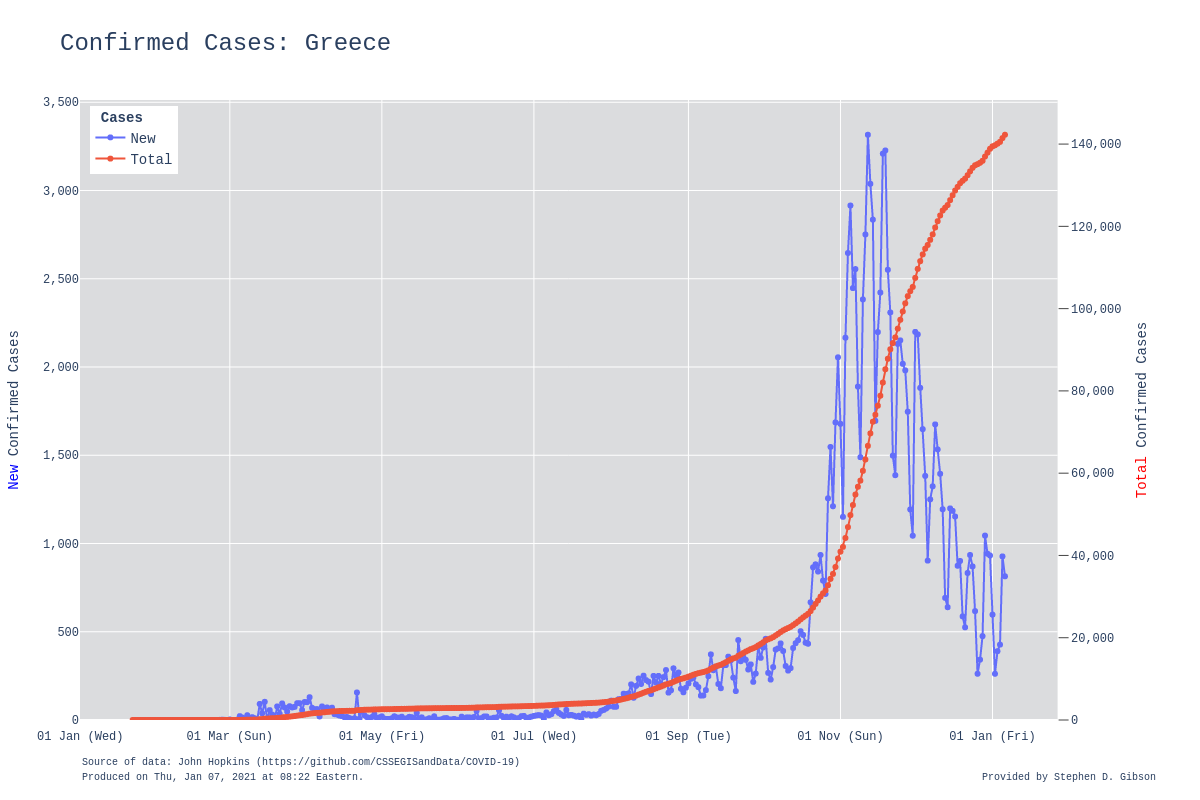 Confirmed Cases: Greece
Cases
New
Total
3,500
3,000
2,500
2,000
1,500
1,000
500
0
New Confirmed Cases
140,000
120,000
100,000
80,000
60,000
40,000
20,000
0
Total Confirmed Cases
01 Jan (Wed)
01 Mar (Sun)
01 May (Fri)
01 Jul (Wed)
01 Sep (Tue)
01 Nov (Sun)
01 Jan (Fri)
Source of data: John Hopkins (https://github.com/CSSEGISandData/COVID-19)
Produced on Thu, Jan 07, 2021 at 08:22 Eastern.
Provided by Stephen D. Gibson